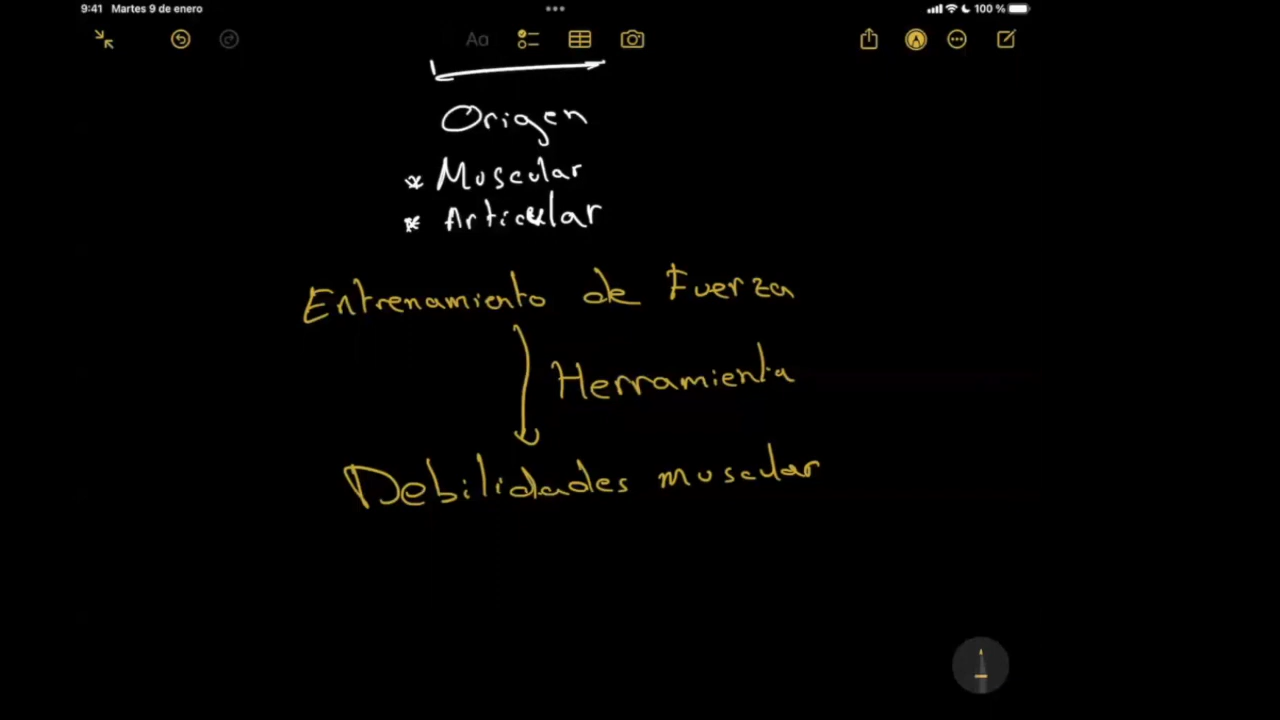 9:41 Martes 9 de enero
100 %
Aa
Origen
* Muscular
* Articular
Entrenamiento de Fuerza
Herramienta
Debilidades muscular